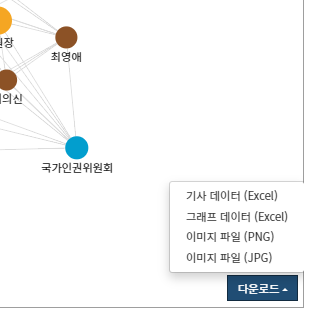 최영애
국가인권위원회
기사 데이터 (Excel)
그래프 데이터 (Excel)
이미지 파일 (PNG)
이미지 파일 (JPG)
다운로드